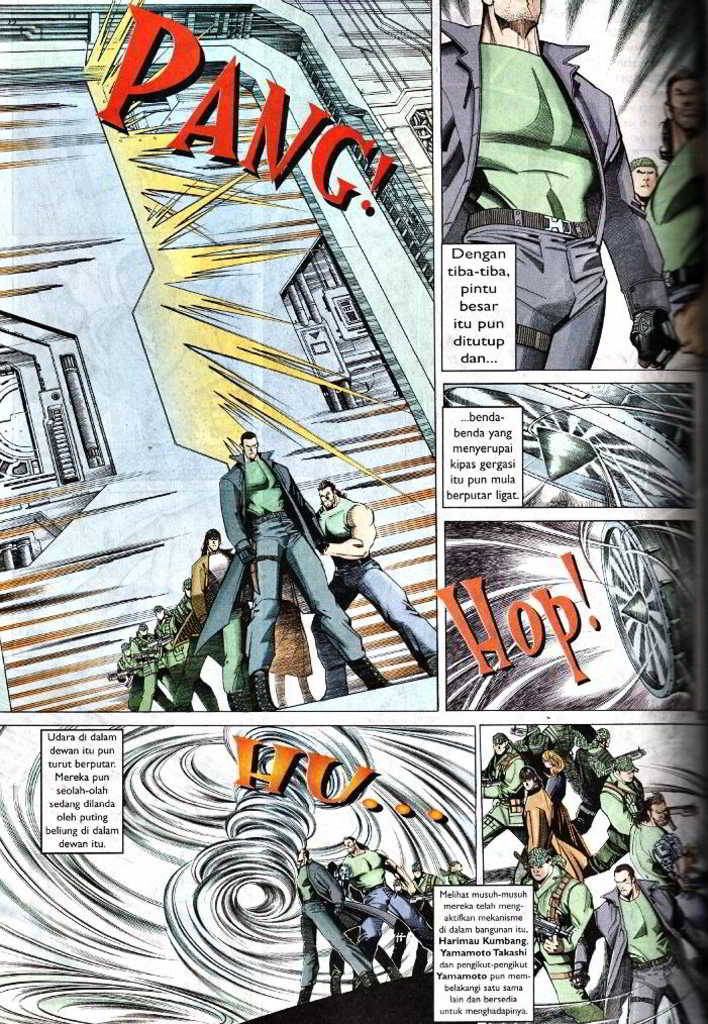 PANG!
Dengan
tiba-tiba,
pintu
besar
itu pun
ditutup
dan...
...benda-
benda yang
menyerupai
kipas gergasi
itu pun mula
berputar ligat.
Hop!
Udara di dalam
dewan itu pun
turut berputar.
Mereka pun
seolah-olah
sedang dilanda
oleh puting
beliung di dalam
dewan itu.
HU...
Melihat musuh-musuh
mereka telah meng-
aktifkan mekanisme
di dalam bangunan itu,
Harimau Kumbang,
Yamamoto Takashi
dan pengikut-pengikut
Yamamoto pun mem-
belakangi satu sama
lain dan bersedia
untuk menghadapinya.